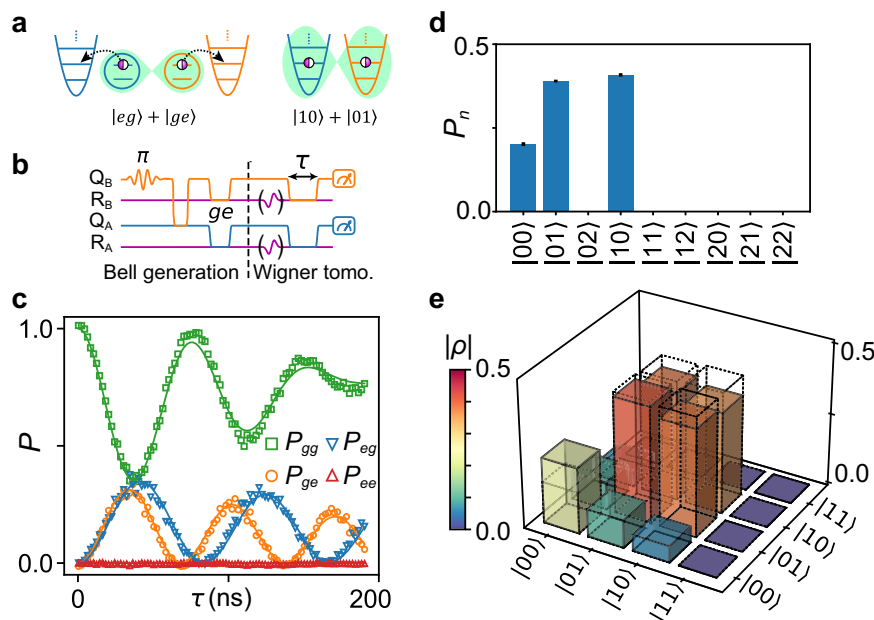 a
|eg⟩ + |ge⟩
|10⟩ + |01⟩
b
π
τ
Q_B
R_B
Q_A
R_A
ge
( )
( )
Bell generation
Wigner tomo.
c
1.0
0.0
P
P_gg
P_eg
P_ge
P_ee
0
200
τ (ns)
d
0.5
0.0
P_n
|00⟩
|01⟩
|02⟩
|10⟩
|11⟩
|12⟩
|20⟩
|21⟩
|22⟩
e
|ρ|
0.5
0.0
0.5
0.0
|00⟩
|01⟩
|10⟩
|11⟩
|00⟩
|01⟩
|10⟩
|11⟩